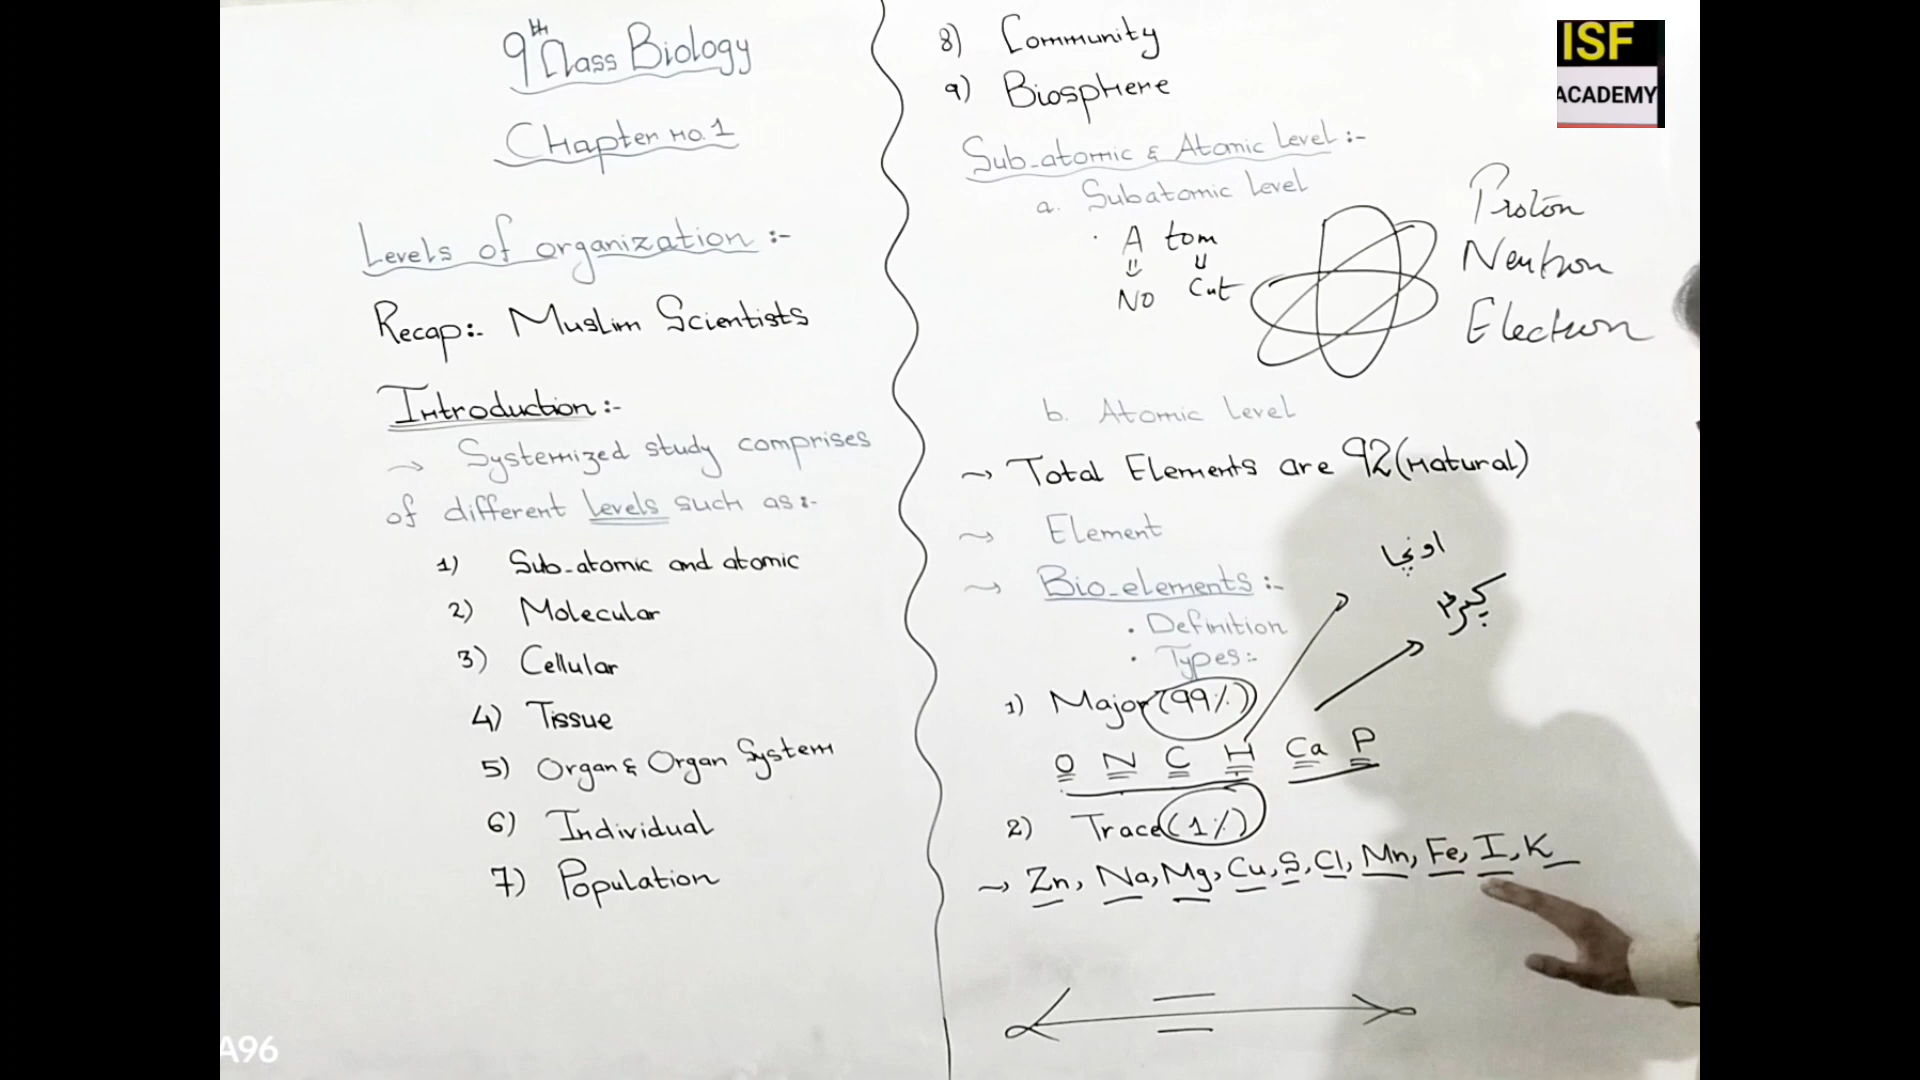 9th Class Biology
Chapter no. 1
Levels of organization :-
Recap:- Muslim Scientists
Introduction :-
→ Systemized study comprises
of different levels such as:-
1) Sub-atomic and atomic
2) Molecular
3) Cellular
4) Tissue
5) Organ & Organ System
6) Individual
7) Population
8) Community
9) Biosphere
Sub-atomic & Atomic Level :-
a. Subatomic Level
· A tom
NO Cut
Proton
Neutron
Electron
b. Atomic Level
→ Total Elements are 92 (natural)
→ Element
→ Bio-elements :-
• Definition
• Types:-
اونچا
1) Major (99%)
O N C H Ca P
2) Trace (1%)
→ Zn, Na, Mg, Cu, S, Cl, Mn, Fe, I, K
ISF
ACADEMY
A96